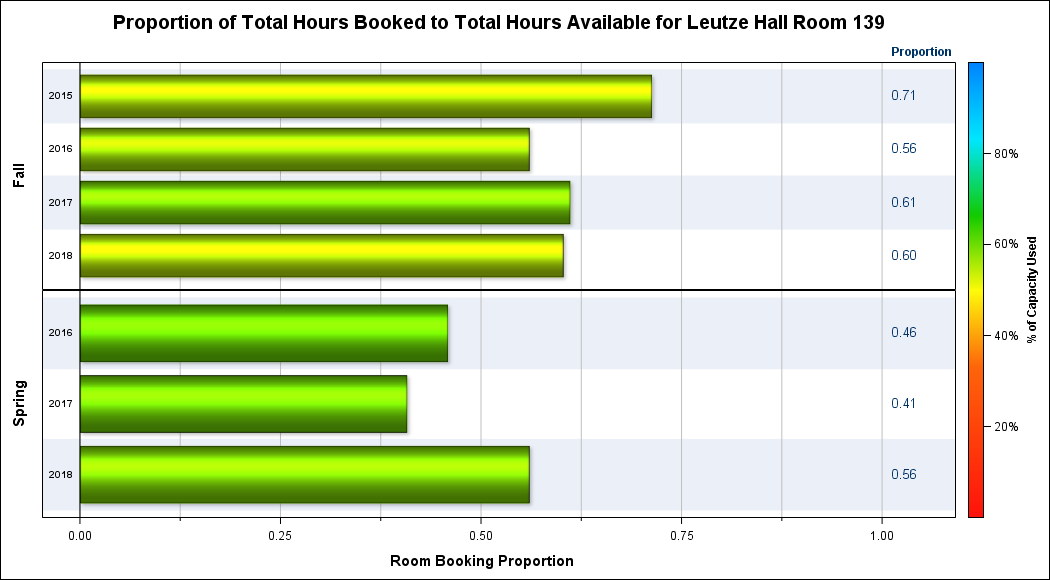 Proportion of Total Hours Booked to Total Hours Available for Leutze Hall Room 139
Proportion
Fall
2015 0.71
2016 0.56
2017 0.61
2018 0.60
Spring
2016 0.46
2017 0.41
2018 0.56
0.00 0.25 0.50 0.75 1.00
Room Booking Proportion
80%
60%
40%
20%
% of Capacity Used